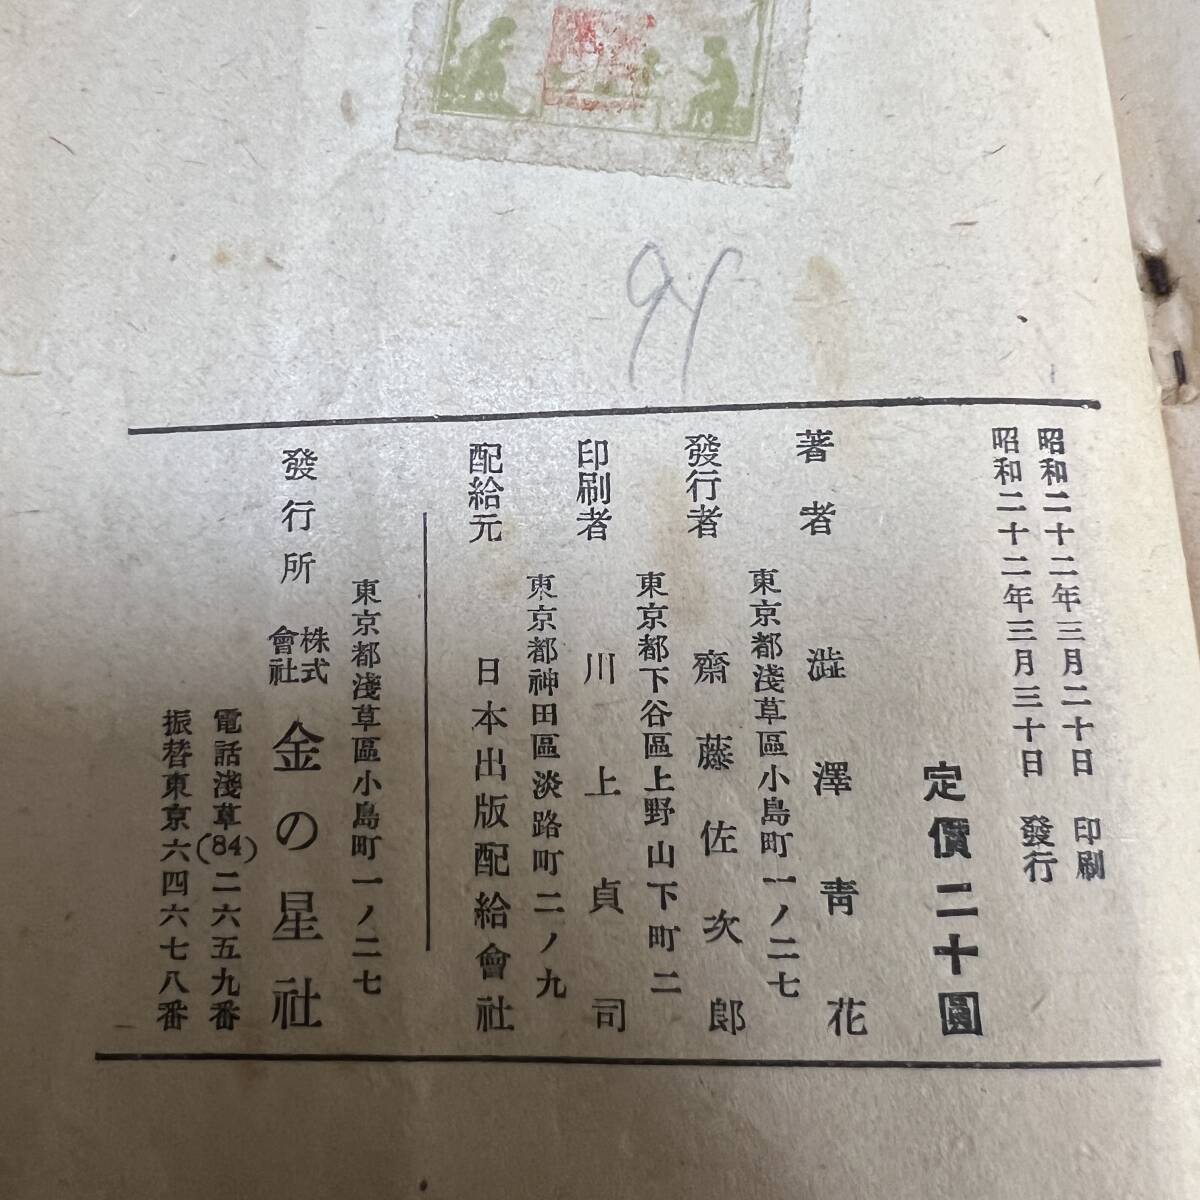 昭和二十二年三月二十日　印刷
昭和二十二年三月三十日　發行
定價二十圓
著者　澁澤靑花
東京都淺草區小島町一ノ二七
發行者　齋藤佐次郎
東京都下谷區上野山下町二
印刷者　川上貞司
東京都神田區淡路町二ノ九
配給元　日本出版配給會社
東京都淺草區小島町一ノ二七
發行所　株式會社　金の星社
電話淺草(84)二六五九番
振替東京六四六七八番